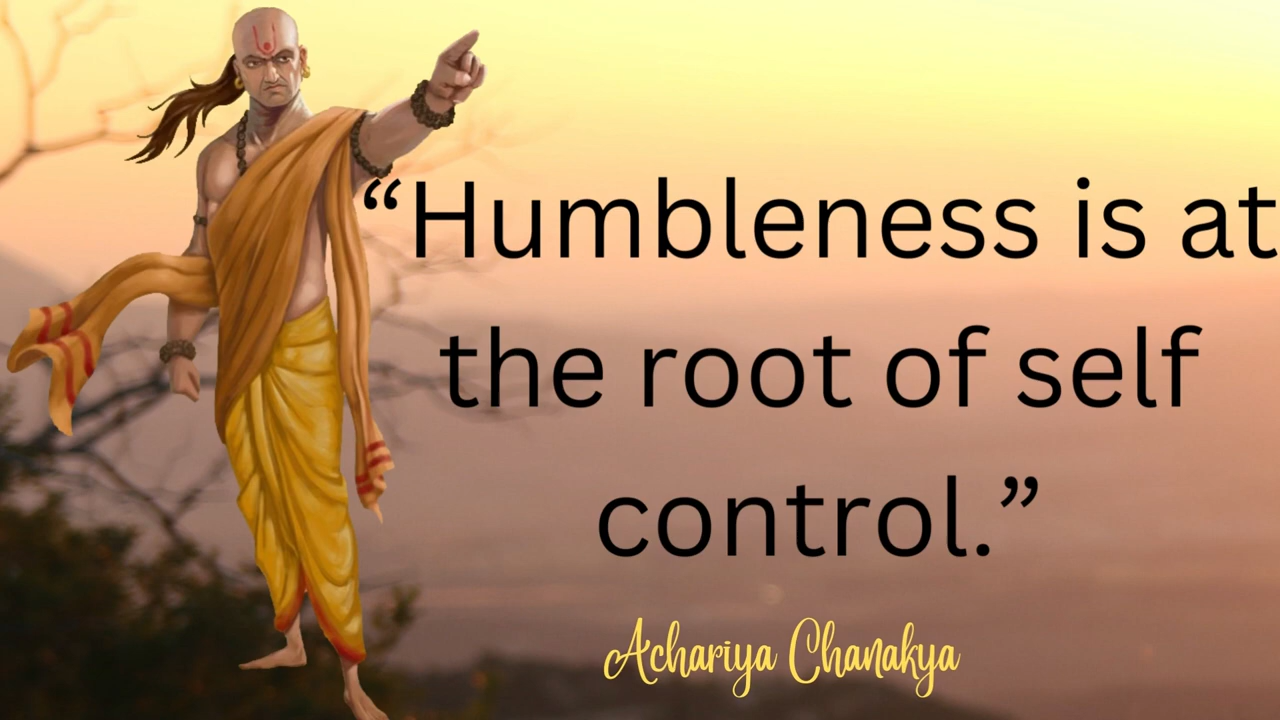 “Humbleness is at
the root of self
control.”
Achariya Chanakya